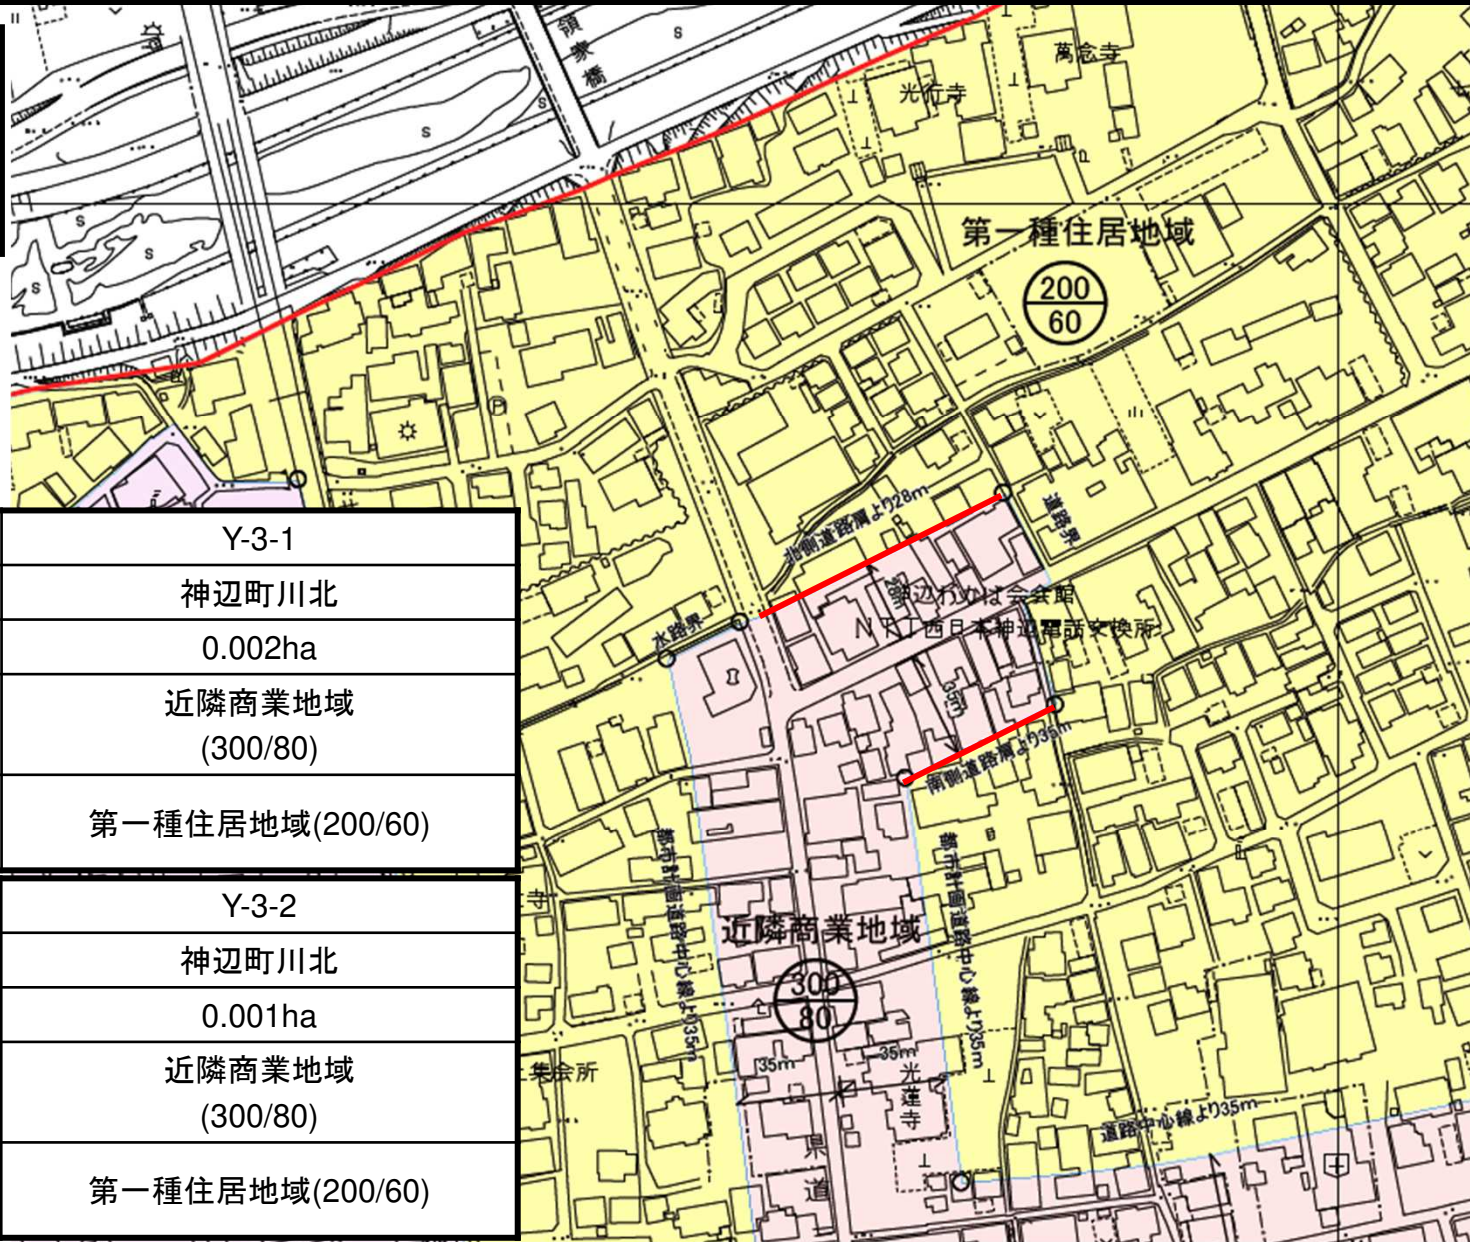 領家橋
萬念寺
光行寺
第一種住居地域
200
60
北側道路肩より28m
道路界
28m
神辺わかば会会館
NTT西日本神辺電話交換所
水路界
35m
南側道路肩より35m
Y-3-1
神辺町川北
0.002ha
近隣商業地域
(300/80)
第一種住居地域(200/60)
Y-3-2
神辺町川北
0.001ha
近隣商業地域
(300/80)
第一種住居地域(200/60)
都市計画道路中心線より35m
都市計画道路中心線より35m
近隣商業地域
300
80
35m
35m
光蓮寺
集会所
寺
県道
道路中心線より35m